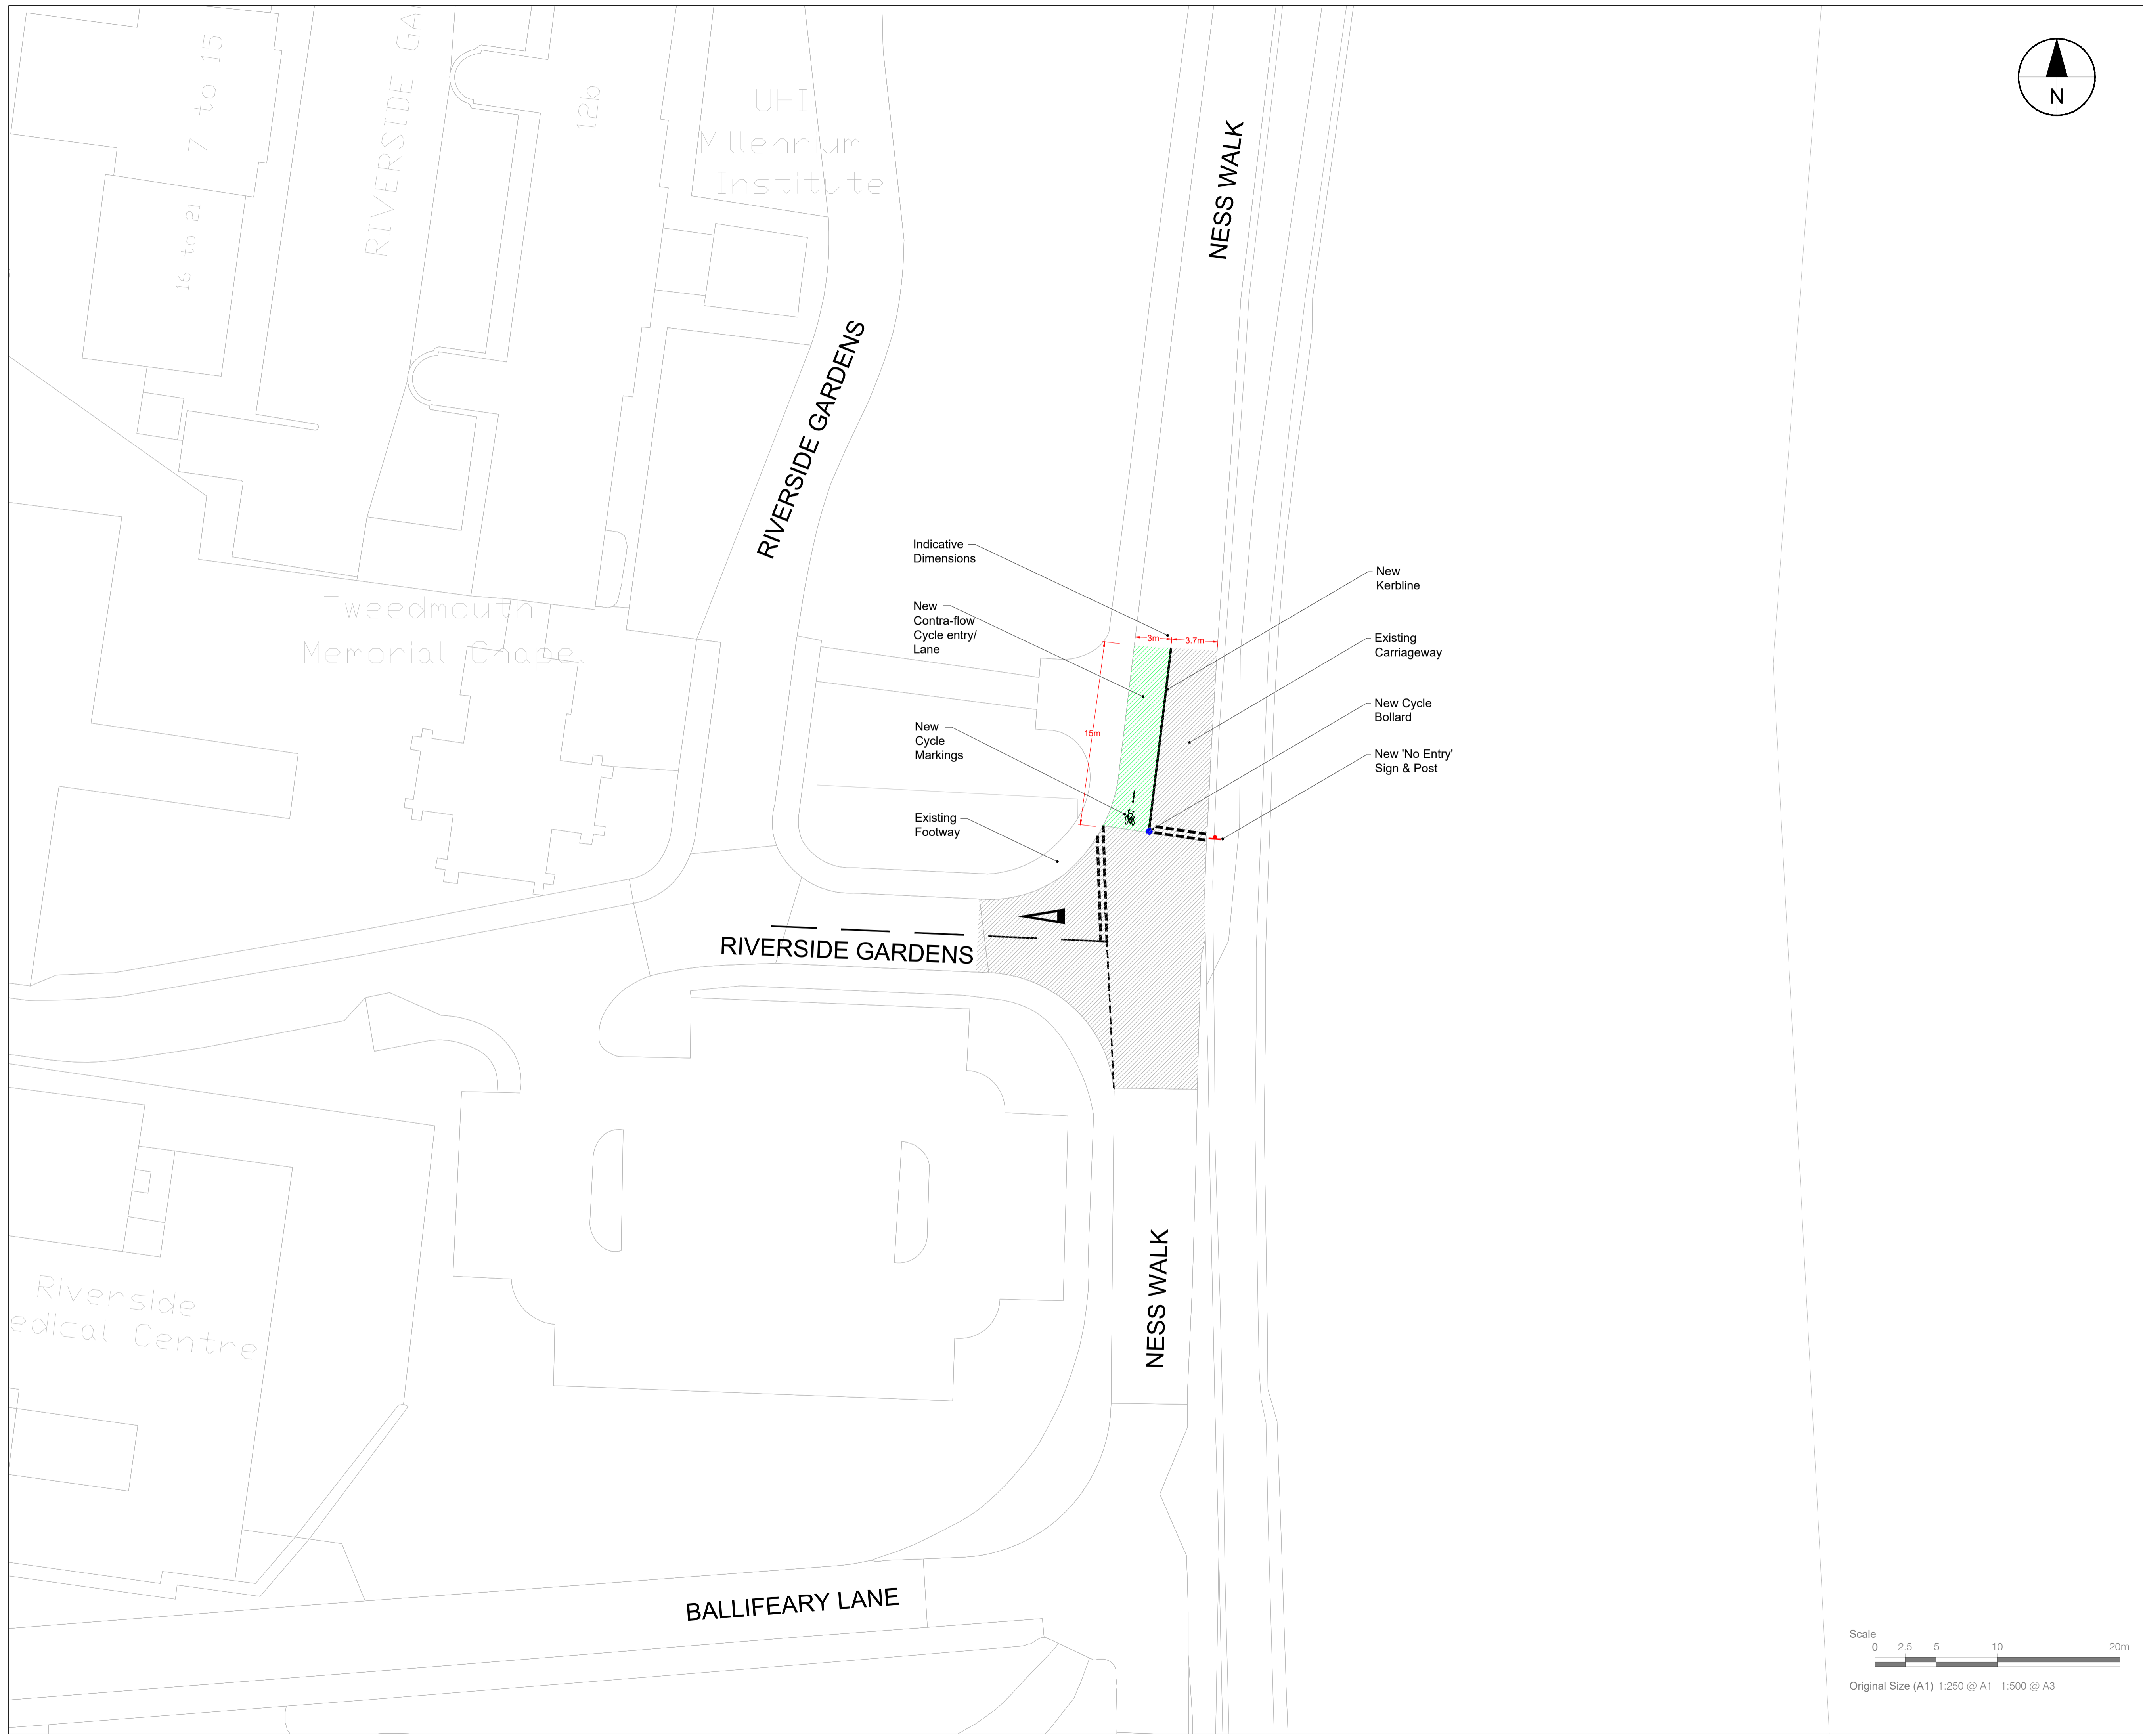 7 to 15
RIVERSIDE GA
12b
UHI
Millennium
Institute
16 to 21
NESS WALK
N
RIVERSIDE GARDENS
Tweedmouth
Memorial Chapel
Indicative
Dimensions
New
Contra-flow
Cycle entry/
Lane
New
Cycle
Markings
Existing
Footway
3m
3.7m
15m
New
Kerbline
Existing
Carriageway
New Cycle
Bollard
New 'No Entry'
Sign & Post
RIVERSIDE GARDENS
NESS WALK
Riverside
edical Centre
BALLIFEARY LANE
Scale
0 2.5 5 10 20m
Original Size (A1) 1:250 @ A1 1:500 @ A3